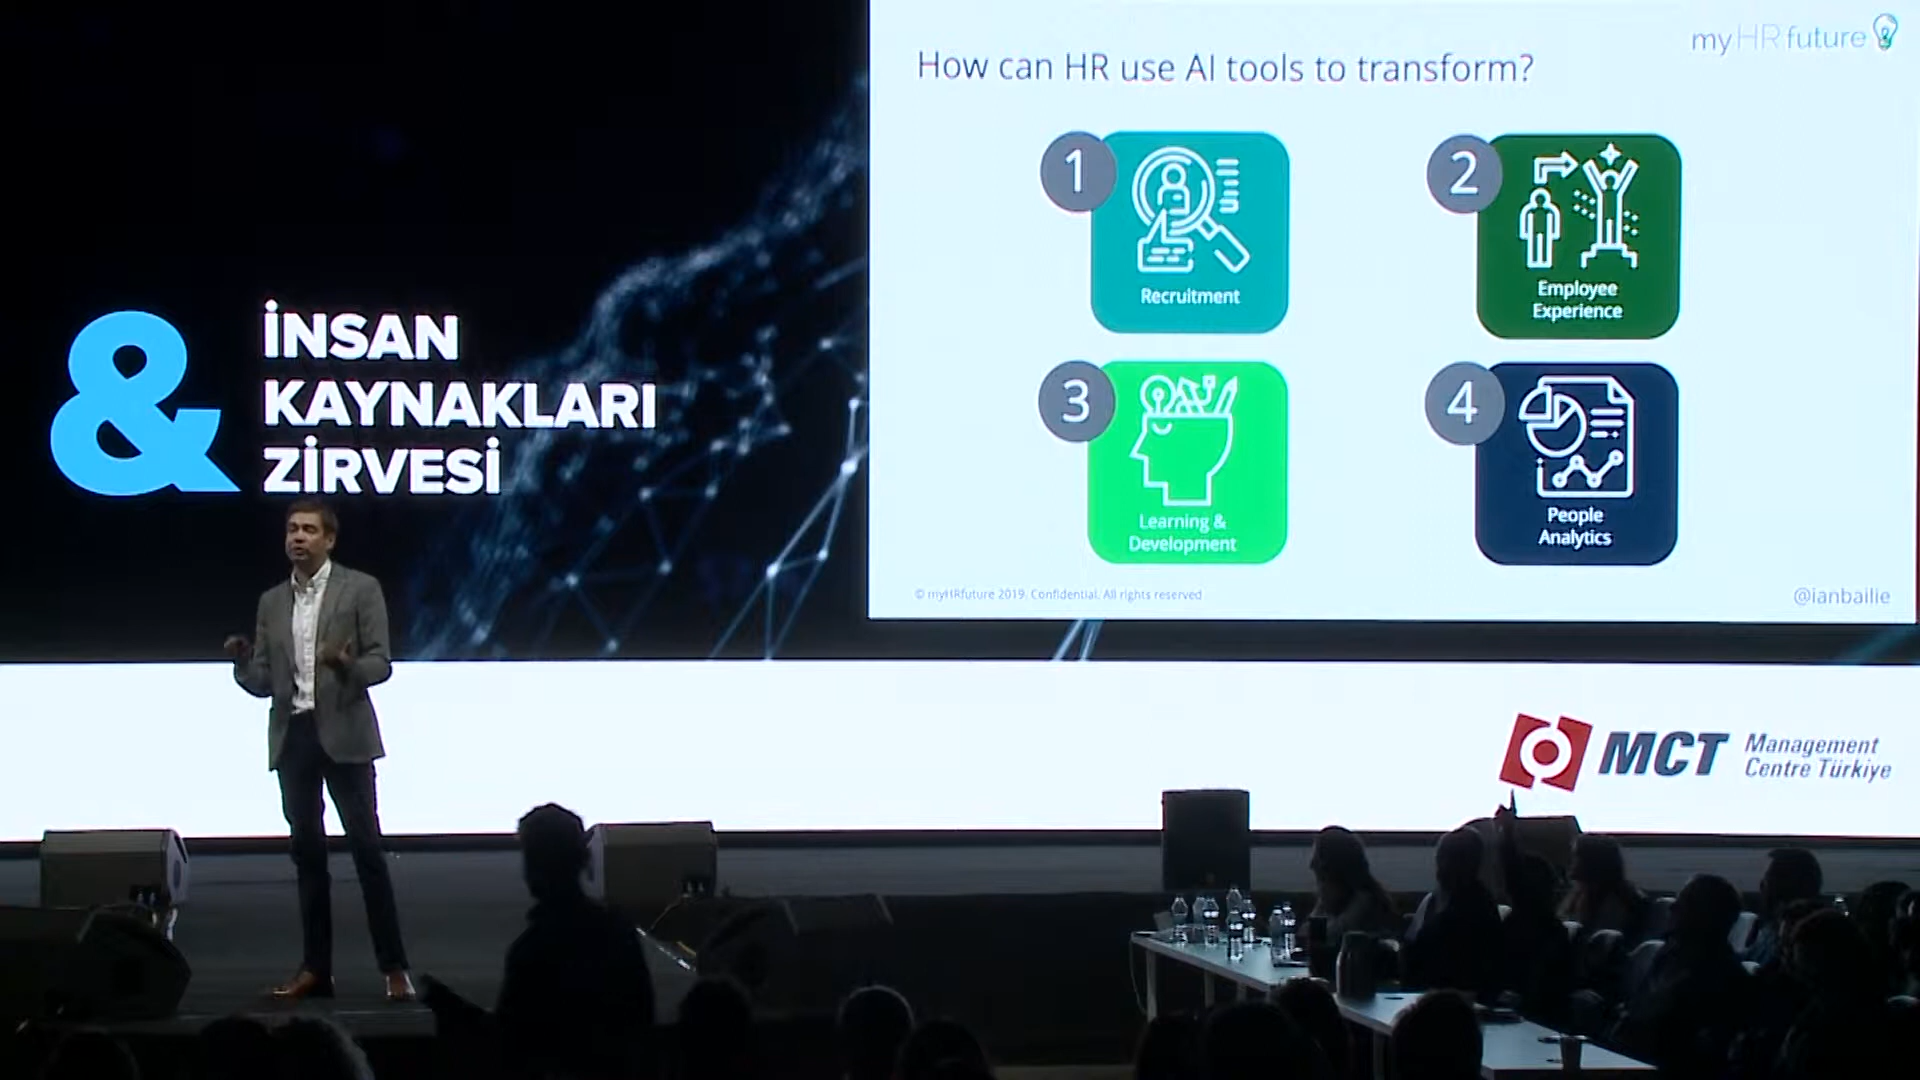 &
İNSAN
KAYNAKLARI
ZİRVESİ
myHRfuture
How can HR use AI tools to transform?
1
Recruitment
2
Employee
Experience
3
Learning &
Development
4
People
Analytics
© myHRfuture 2019. Confidential. All rights reserved
@ianbailie
MCT
Management
Centre Türkiye